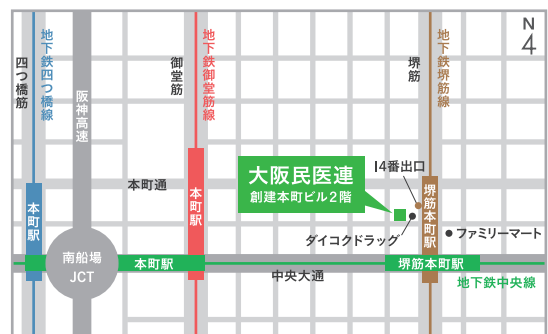 N
四つ橋筋
地下鉄四つ橋線
阪神高速
御堂筋
地下鉄御堂筋線
堺筋
地下鉄堺筋線
本町通
大阪民医連
創建本町ビル2階
14番出口
本町駅
本町駅
堺筋本町駅
ダイコクドラッグ
ファミリーマート
南船場
JCT
本町駅
中央大通
堺筋本町駅
地下鉄中央線